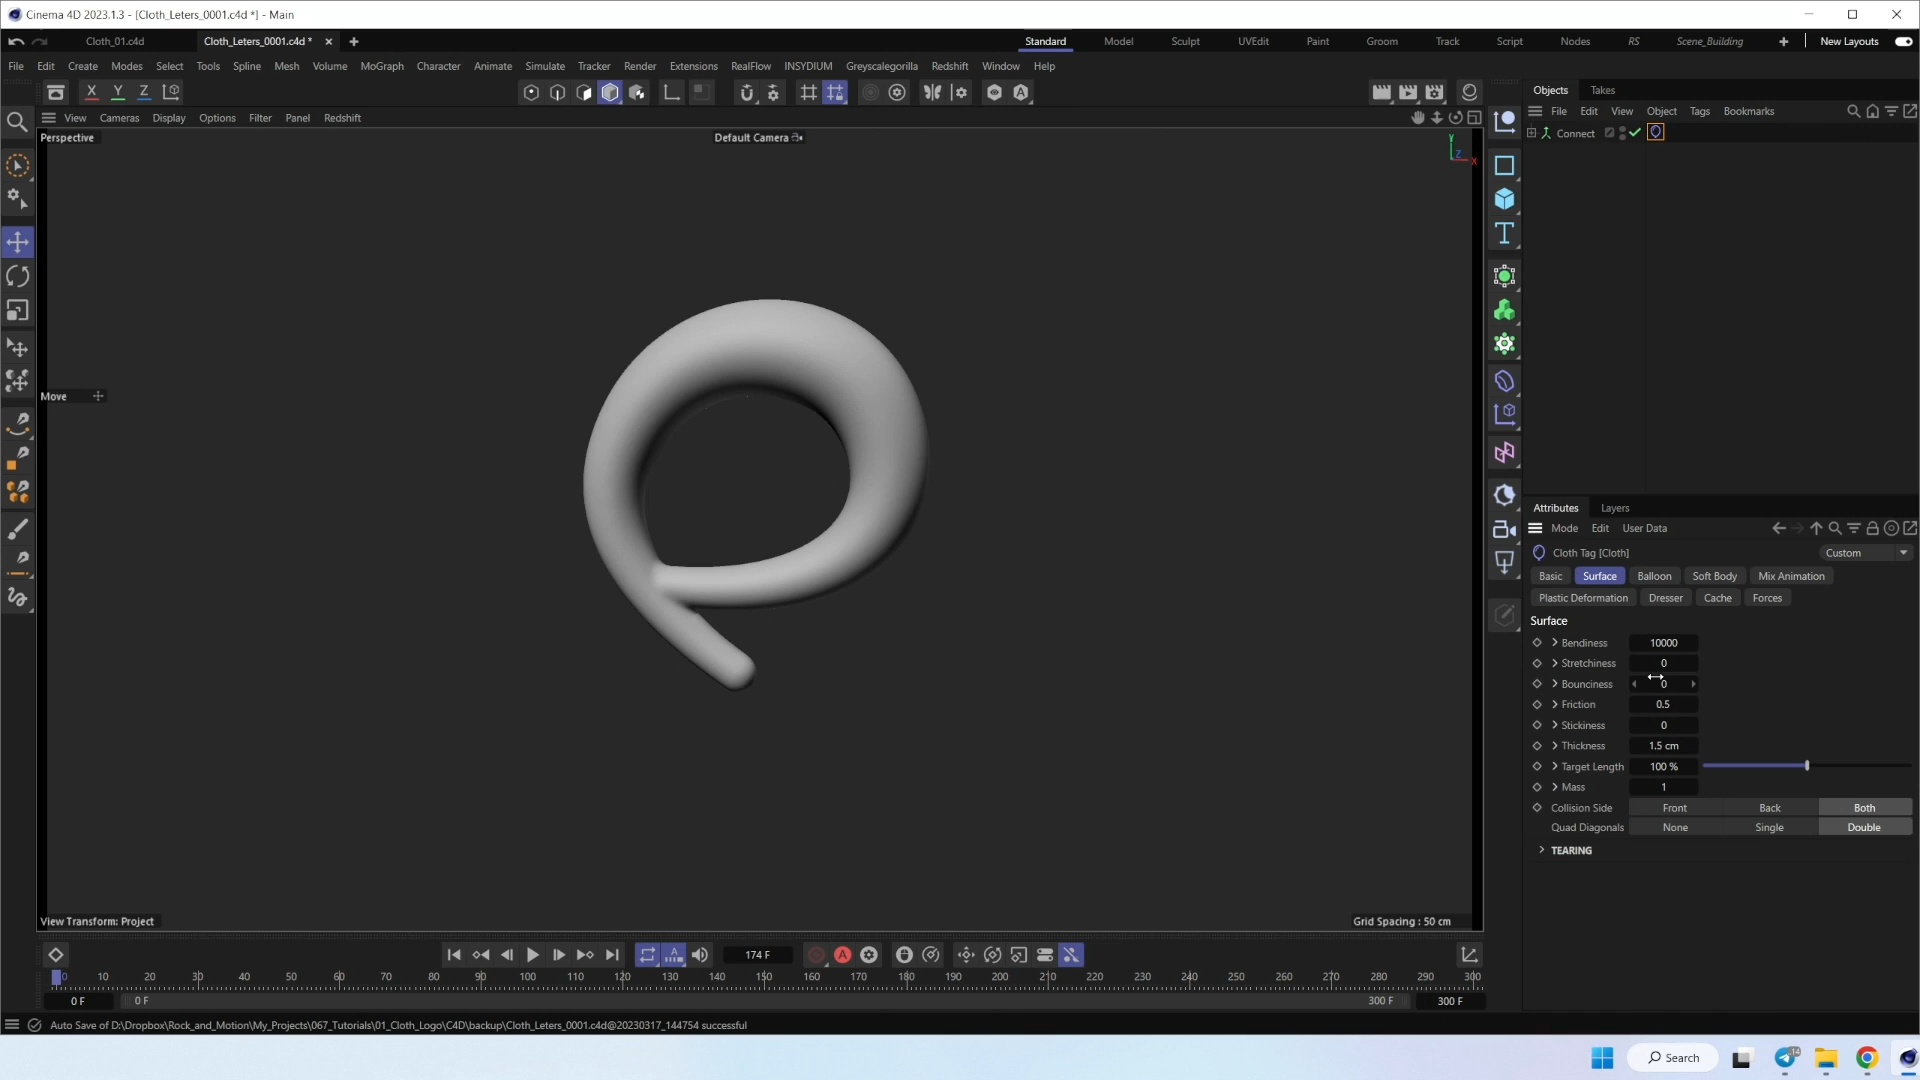 Cinema 4D 2023.1.3 - [Cloth_Leters_0001.c4d *] - Main
Cloth_01.c4d
Cloth_Leters_0001.c4d *
Standard
Model
Sculpt
UVEdit
Paint
Groom
Track
Script
Nodes
RS
Scene_Building
New Layouts
File
Edit
Create
Modes
Select
Tools
Spline
Mesh
Volume
MoGraph
Character
Animate
Simulate
Tracker
Render
Extensions
RealFlow
INSYDIUM
Greyscalegorilla
Redshift
Window
Help
X
Y
Z
Objects
Takes
View
Cameras
Display
Options
Filter
Panel
Redshift
File
Edit
View
Object
Tags
Bookmarks
Perspective
Default Camera
Y
Z
X
Connect
Move
Attributes
Layers
Mode
Edit
User Data
Cloth Tag [Cloth]
Custom
Basic
Surface
Balloon
Soft Body
Mix Animation
Plastic Deformation
Dresser
Cache
Forces
Surface
Bendiness 10000
Stretchiness 0
Bounciness 0
Friction 0.5
Stickiness 0
Thickness 1.5 cm
Target Length 100 %
Mass 1
Collision Side Front Back Both
Quad Diagonals None Single Double
TEARING
View Transform: Project
Grid Spacing : 50 cm
174 F
0 10 20 30 40 50 60 70 80 90 100 110 120 130 140 150 160 170 180 190 200 210 220 230 240 250 260 270 280 290 300
0 F
0 F
300 F
300 F
Auto Save of D:\Dropbox\Rock_and_Motion\My_Projects\067_Tutorials\01_Cloth_Logo\C4D\backup\Cloth_Leters_0001.c4d@20230317_144754 successful
Search
14